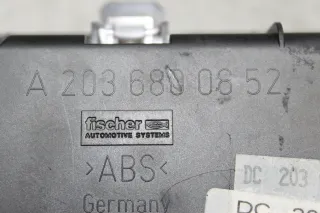 A 203 680 06 52
fischer
AUTOMOTIVE SYSTEMS
>ABS<
DC 203
Germany